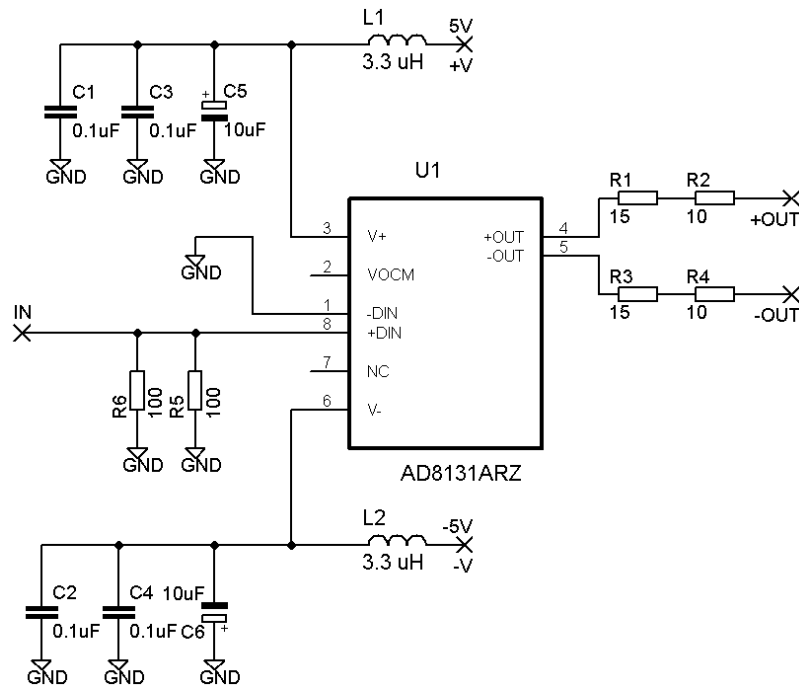 L1
5V
3.3 uH
+V
C1
0.1uF
GND
C3
0.1uF
GND
+
C5
10uF
GND
U1
3 V+
2 VOCM
1 -DIN
8 +DIN
7 NC
6 V-
+OUT 4
-OUT 5
AD8131ARZ
GND
IN
R6
100
GND
R5
100
GND
R1
15
R2
10
+OUT
R3
15
R4
10
-OUT
L2
-5V
3.3 uH
-V
C2
0.1uF
GND
C4
0.1uF
GND
10uF
C6
+
GND